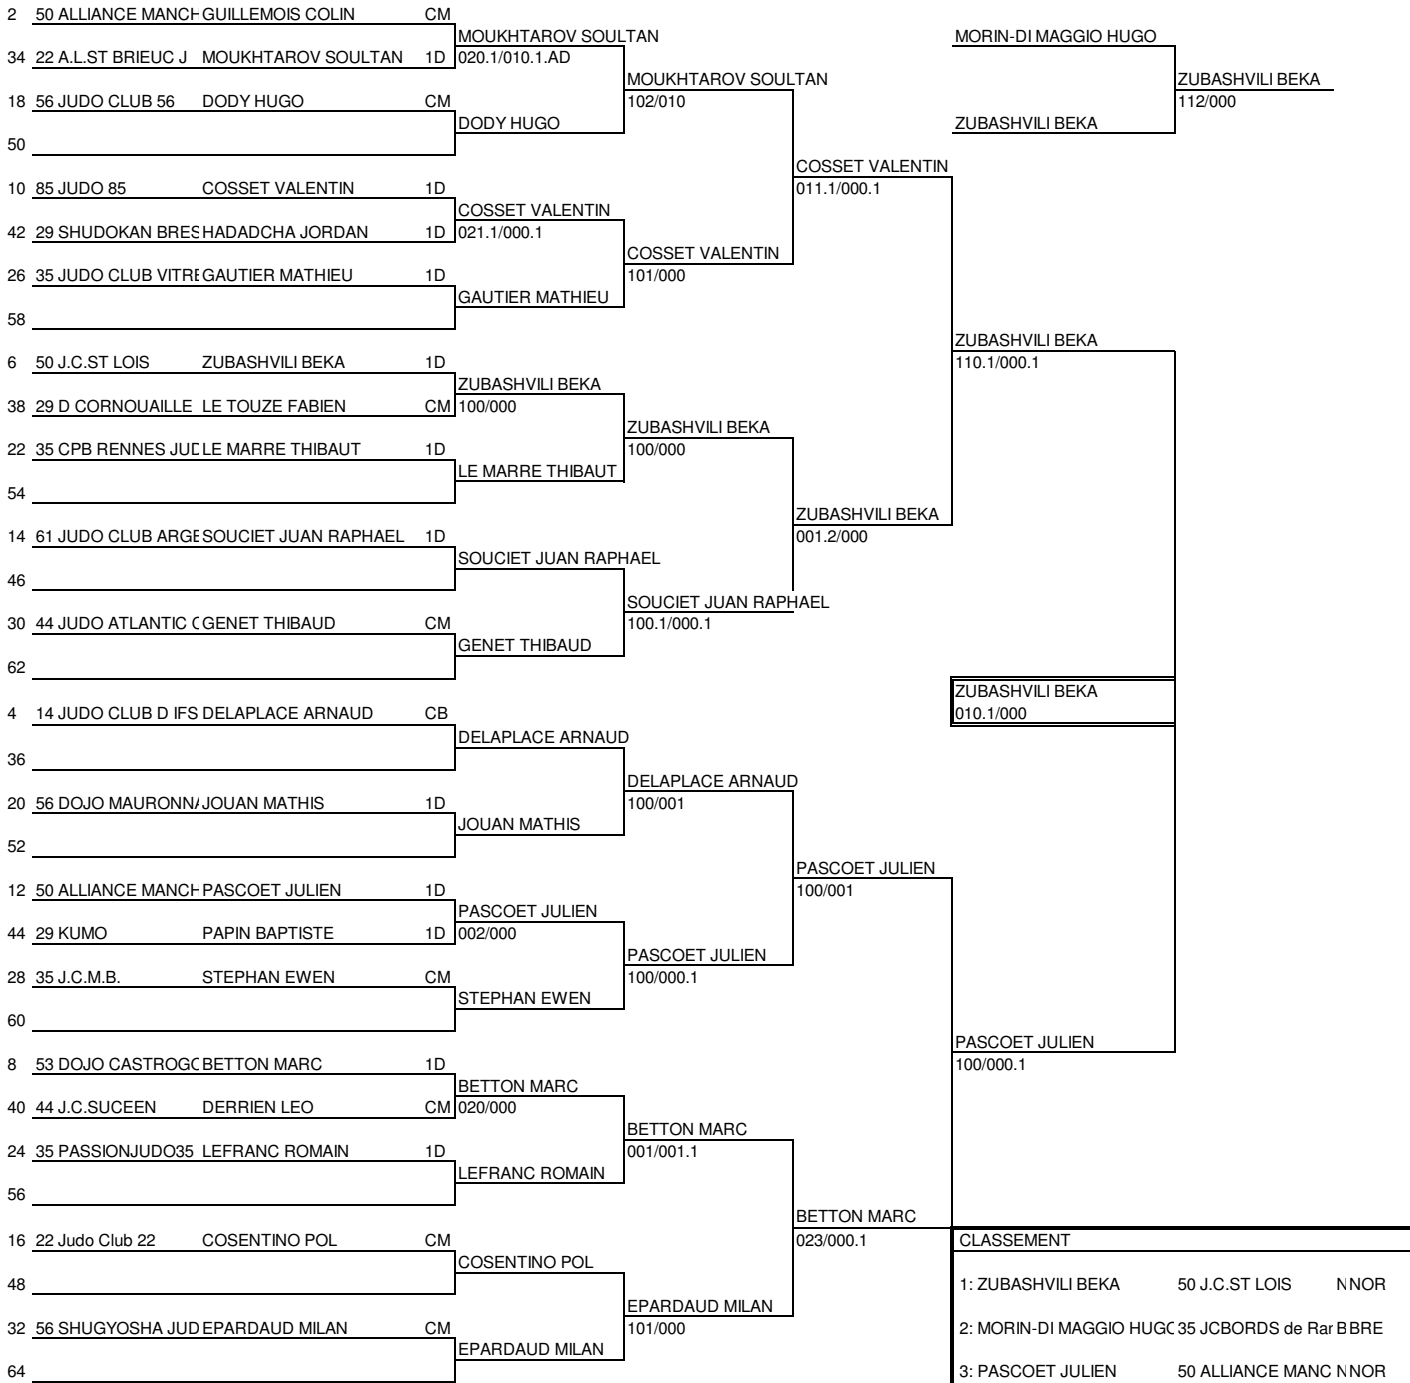 2 50 ALLIANCE MANCH GUILLEMOIS COLIN CM
MOUKHTAROV SOULTAN
MORIN-DI MAGGIO HUGO
34 22 A.L.ST BRIEUC J MOUKHTAROV SOULTAN 1D 020.1/010.1.AD
MOUKHTAROV SOULTAN
ZUBASHVILI BEKA
18 56 JUDO CLUB 56 DODY HUGO CM
102/010
112/000
DODY HUGO
ZUBASHVILI BEKA
50
COSSET VALENTIN
10 85 JUDO 85 COSSET VALENTIN 1D
011.1/000.1
COSSET VALENTIN
42 29 SHUDOKAN BRES HADADCHA JORDAN 1D 021.1/000.1
COSSET VALENTIN
26 35 JUDO CLUB VITRE GAUTIER MATHIEU 1D
101/000
GAUTIER MATHIEU
58
ZUBASHVILI BEKA
6 50 J.C.ST LOIS ZUBASHVILI BEKA 1D
110.1/000.1
ZUBASHVILI BEKA
38 29 D CORNOUAILLE LE TOUZE FABIEN CM 100/000
ZUBASHVILI BEKA
22 35 CPB RENNES JUD LE MARRE THIBAUT 1D
100/000
LE MARRE THIBAUT
54
ZUBASHVILI BEKA
14 61 JUDO CLUB ARGE SOUCIET JUAN RAPHAEL 1D
001.2/000
SOUCIET JUAN RAPHAEL
46
SOUCIET JUAN RAPHAEL
30 44 JUDO ATLANTIC C GENET THIBAUD CM
100.1/000.1
GENET THIBAUD
62
ZUBASHVILI BEKA
4 14 JUDO CLUB D IFS DELAPLACE ARNAUD CB
010.1/000
DELAPLACE ARNAUD
36
DELAPLACE ARNAUD
20 56 DOJO MAURONNA JOUAN MATHIS 1D
100/001
JOUAN MATHIS
52
PASCOET JULIEN
12 50 ALLIANCE MANCH PASCOET JULIEN 1D
100/001
PASCOET JULIEN
44 29 KUMO PAPIN BAPTISTE 1D 002/000
PASCOET JULIEN
28 35 J.C.M.B. STEPHAN EWEN CM
100/000.1
STEPHAN EWEN
60
PASCOET JULIEN
8 53 DOJO CASTROGO BETTON MARC 1D
100/000.1
BETTON MARC
40 44 J.C.SUCEEN DERRIEN LEO CM 020/000
BETTON MARC
24 35 PASSIONJUDO35 LEFRANC ROMAIN 1D
001/001.1
LEFRANC ROMAIN
56
BETTON MARC
16 22 Judo Club 22 COSENTINO POL CM
023/000.1
CLASSEMENT
COSENTINO POL
48
1: ZUBASHVILI BEKA 50 J.C.ST LOIS N NOR
EPARDAUD MILAN
32 56 SHUGYOSHA JUD EPARDAUD MILAN CM
101/000
2: MORIN-DI MAGGIO HUGO 35 JCBORDS de Rar B BRE
EPARDAUD MILAN
64
3: PASCOET JULIEN 50 ALLIANCE MANC N NOR